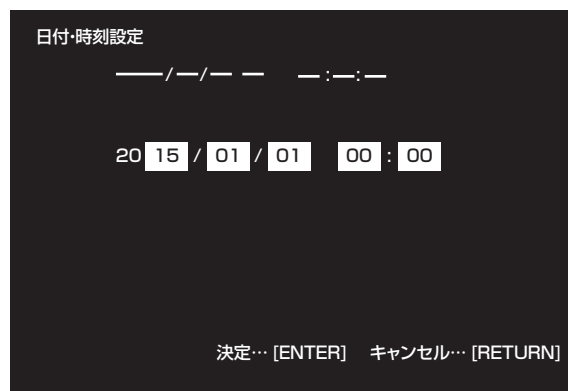 日付・時刻設定
——/—/— — —:—:—
20 15 / 01 / 01 00 : 00
決定… [ENTER] キャンセル… [RETURN]